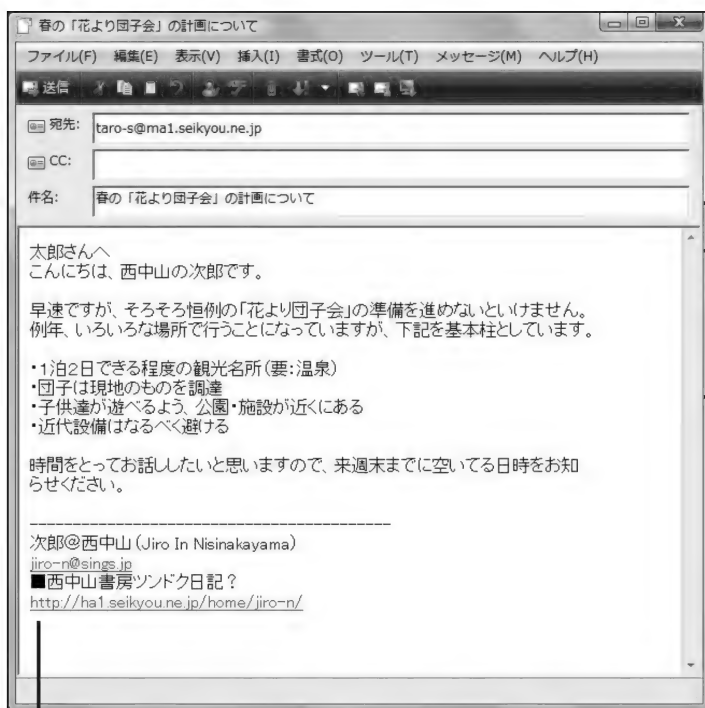 春の「花より団子会」の計画について
ファイル(F) 編集(E) 表示(V) 挿入(I) 書式(O) ツール(T) メッセージ(M) ヘルプ(H)
送信
宛先: taro-s@ma1.seikyou.ne.jp
CC:
件名: 春の「花より団子会」の計画について
太郎さんへ
こんにちは、西中山の次郎です。
早速ですが、そろそろ恒例の「花より団子会」の準備を進めないといけません。
例年、いろいろな場所で行うことになっていますが、下記を基本柱としています。
・1泊2日できる程度の観光名所(要:温泉)
・団子は現地のものを調達
・子供達が遊べるよう、公園・施設が近くにある
・近代設備はなるべく避ける
時間をとってお話ししたいと思いますので、来週末までに空いてる日時をお知
らせください。
------------------------------------------
次郎@西中山(Jiro In Nisinakayama)
jiro-n@sings.jp
■西中山書房ツンドク日記？
http://ha1.seikyou.ne.jp/home/jiro-n/